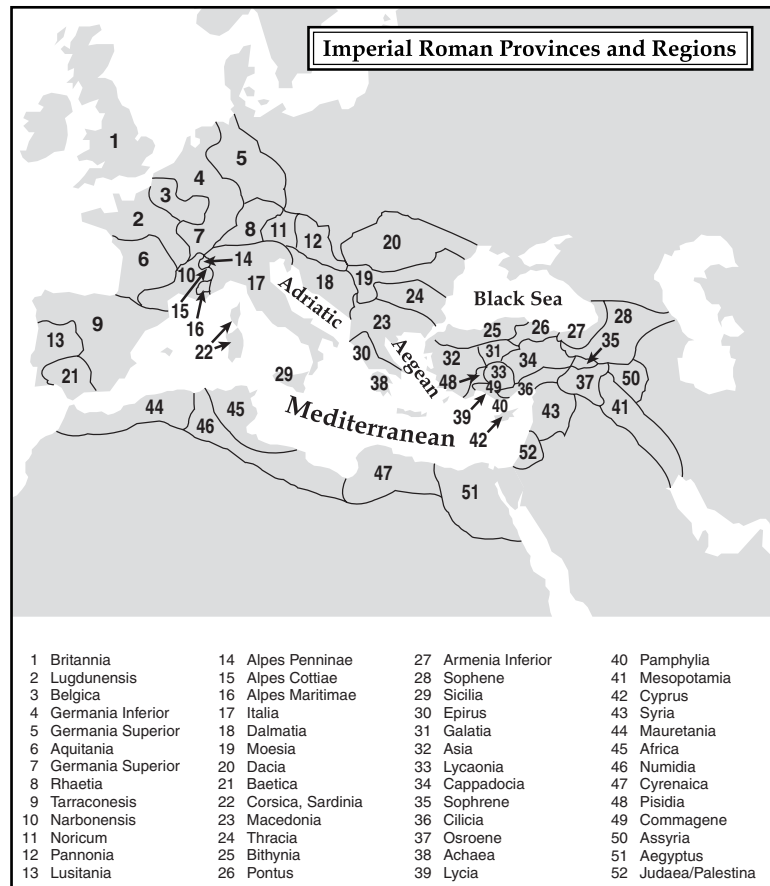 Imperial Roman Provinces and Regions
1
5
4
3
2
7
8
11
12
20
6
14
10
17
18
19
24
Adriatic
Black Sea
28
15
16
9
13
21
22
23
30
Aegean
38
29
25
26
27
35
32
31
34
33
48
49
36
37
50
39
40
42
43
41
Mediterranean
44
46
45
52
47
51
1 Britannia
2 Lugdunensis
3 Belgica
4 Germania Inferior
5 Germania Superior
6 Aquitania
7 Germania Superior
8 Rhaetia
9 Tarraconesis
10 Narbonensis
11 Noricum
12 Pannonia
13 Lusitania
14 Alpes Penninae
15 Alpes Cottiae
16 Alpes Maritimae
17 Italia
18 Dalmatia
19 Moesia
20 Dacia
21 Baetica
22 Corsica, Sardinia
23 Macedonia
24 Thracia
25 Bithynia
26 Pontus
27 Armenia Inferior
28 Sophene
29 Sicilia
30 Epirus
31 Galatia
32 Asia
33 Lycaonia
34 Cappadocia
35 Sophrene
36 Cilicia
37 Osroene
38 Achaea
39 Lycia
40 Pamphylia
41 Mesopotamia
42 Cyprus
43 Syria
44 Mauretania
45 Africa
46 Numidia
47 Cyrenaica
48 Pisidia
49 Commagene
50 Assyria
51 Aegyptus
52 Judaea/Palestina